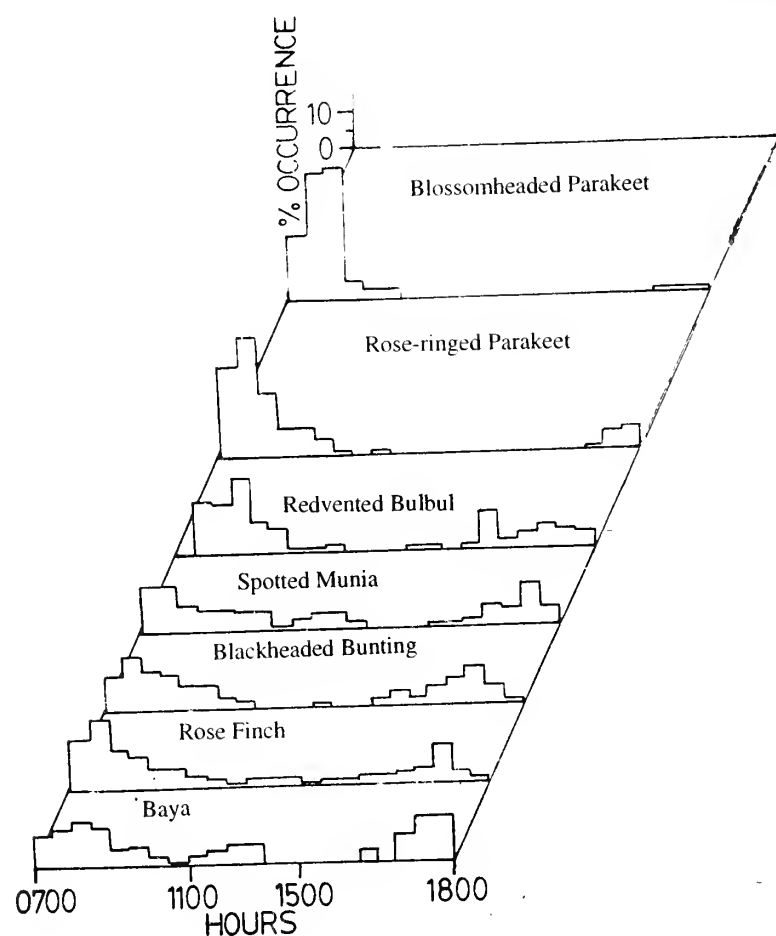 % OCCURRENCE
10
0
Blossomheaded Parakeet
Rose-ringed Parakeet
Redvented Bulbul
Spotted Munia
Blackheaded Bunting
Rose Finch
Baya
0700 1100 1500 1800
HOURS